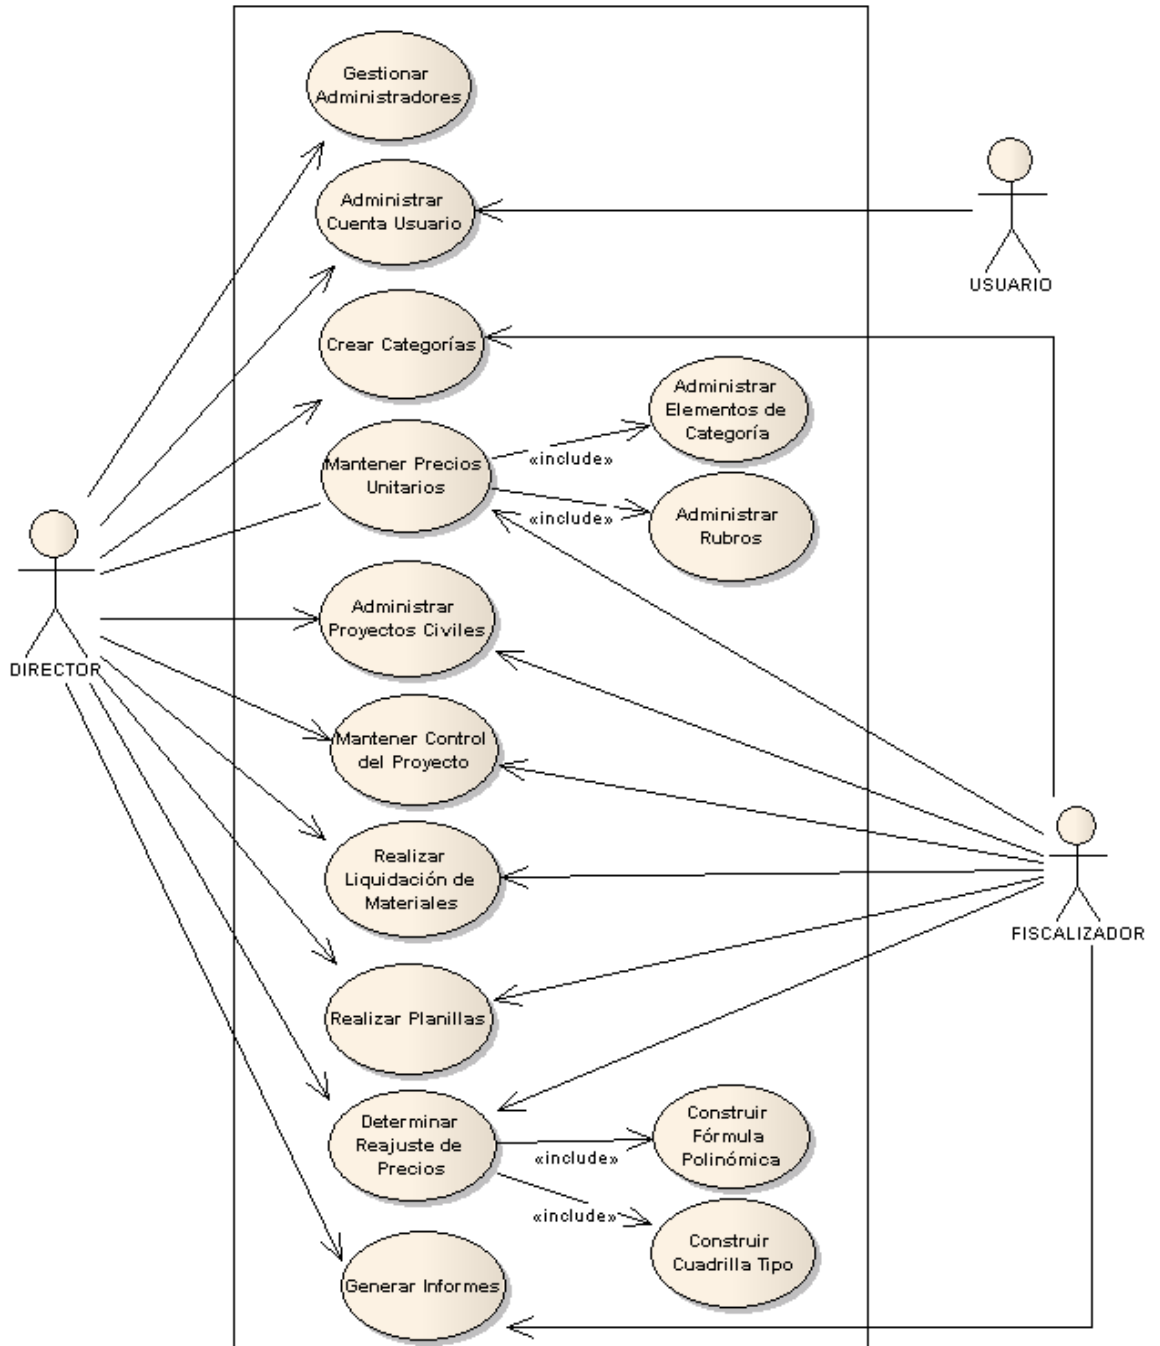 Gestionar
Administradores
Administrar
Cuenta Usuario
USUARIO
Crear Categorías
Administrar
Elementos de
Categoría
Mantener Precios
Unitarios
«include»
«include»
Administrar
Rubros
Administrar
Proyectos Civiles
DIRECTOR
Mantener Control
del Proyecto
Realizar
Liquidación de
Materiales
FISCALIZADOR
Realizar Planillas
Determinar
Reajuste de
Precios
Construir
Fórmula
Polinómica
«include»
«include»
Construir
Cuadrilla Tipo
Generar Informes